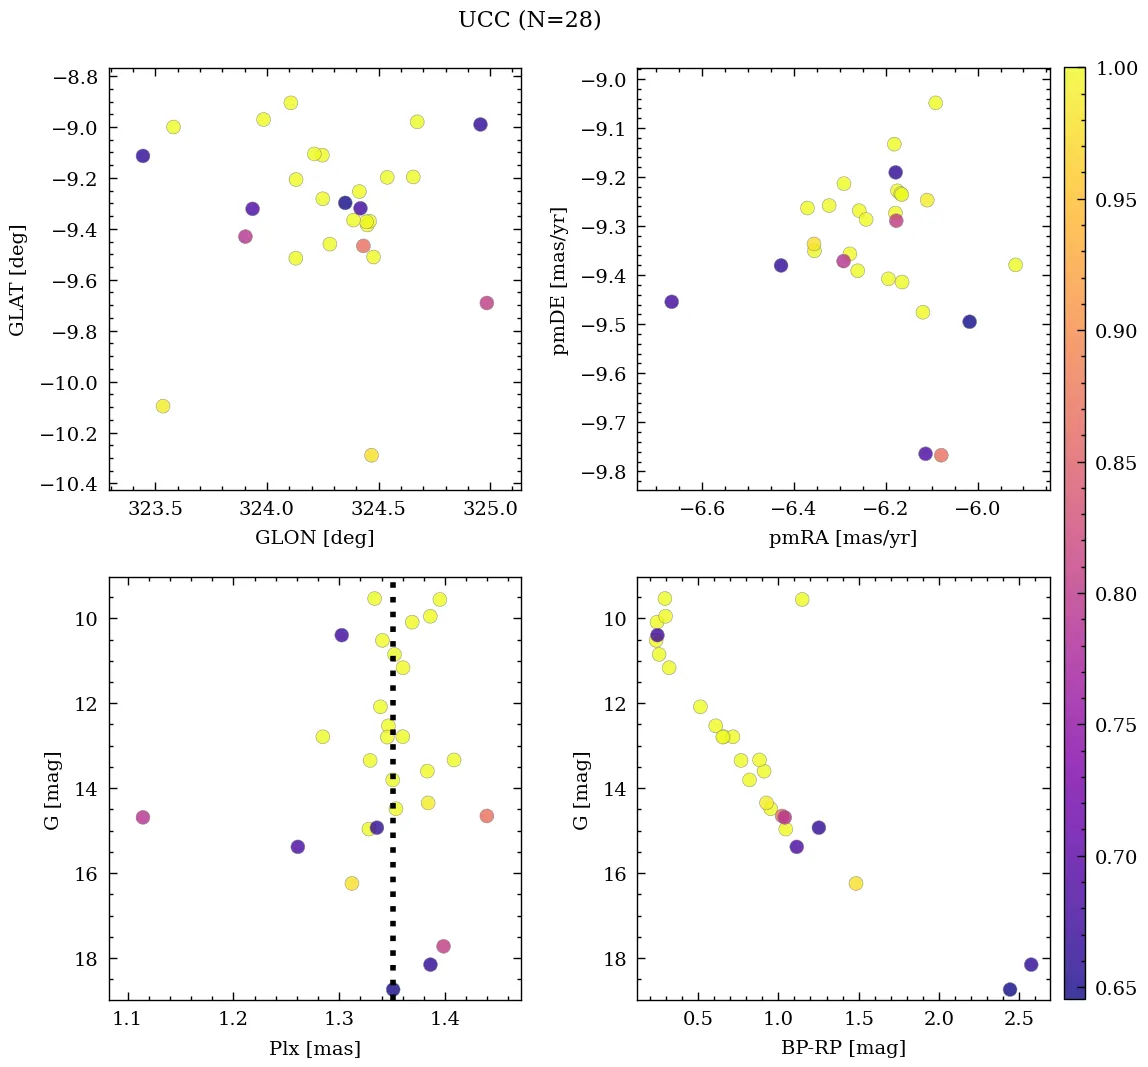 UCC (N=28)
−8.8
−9.0
−9.2
−9.4
−9.6
−9.8
−10.0
−10.2
−10.4
GLAT [deg]
323.5 324.0 324.5 325.0
GLON [deg]
−9.0
−9.1
−9.2
−9.3
−9.4
−9.5
−9.6
−9.7
−9.8
pmDE [mas/yr]
−6.6 −6.4 −6.2 −6.0
pmRA [mas/yr]
10
12
14
16
18
G [mag]
1.1 1.2 1.3 1.4
Plx [mas]
10
12
14
16
18
G [mag]
0.5 1.0 1.5 2.0 2.5
BP-RP [mag]
1.00
0.95
0.90
0.85
0.80
0.75
0.70
0.65